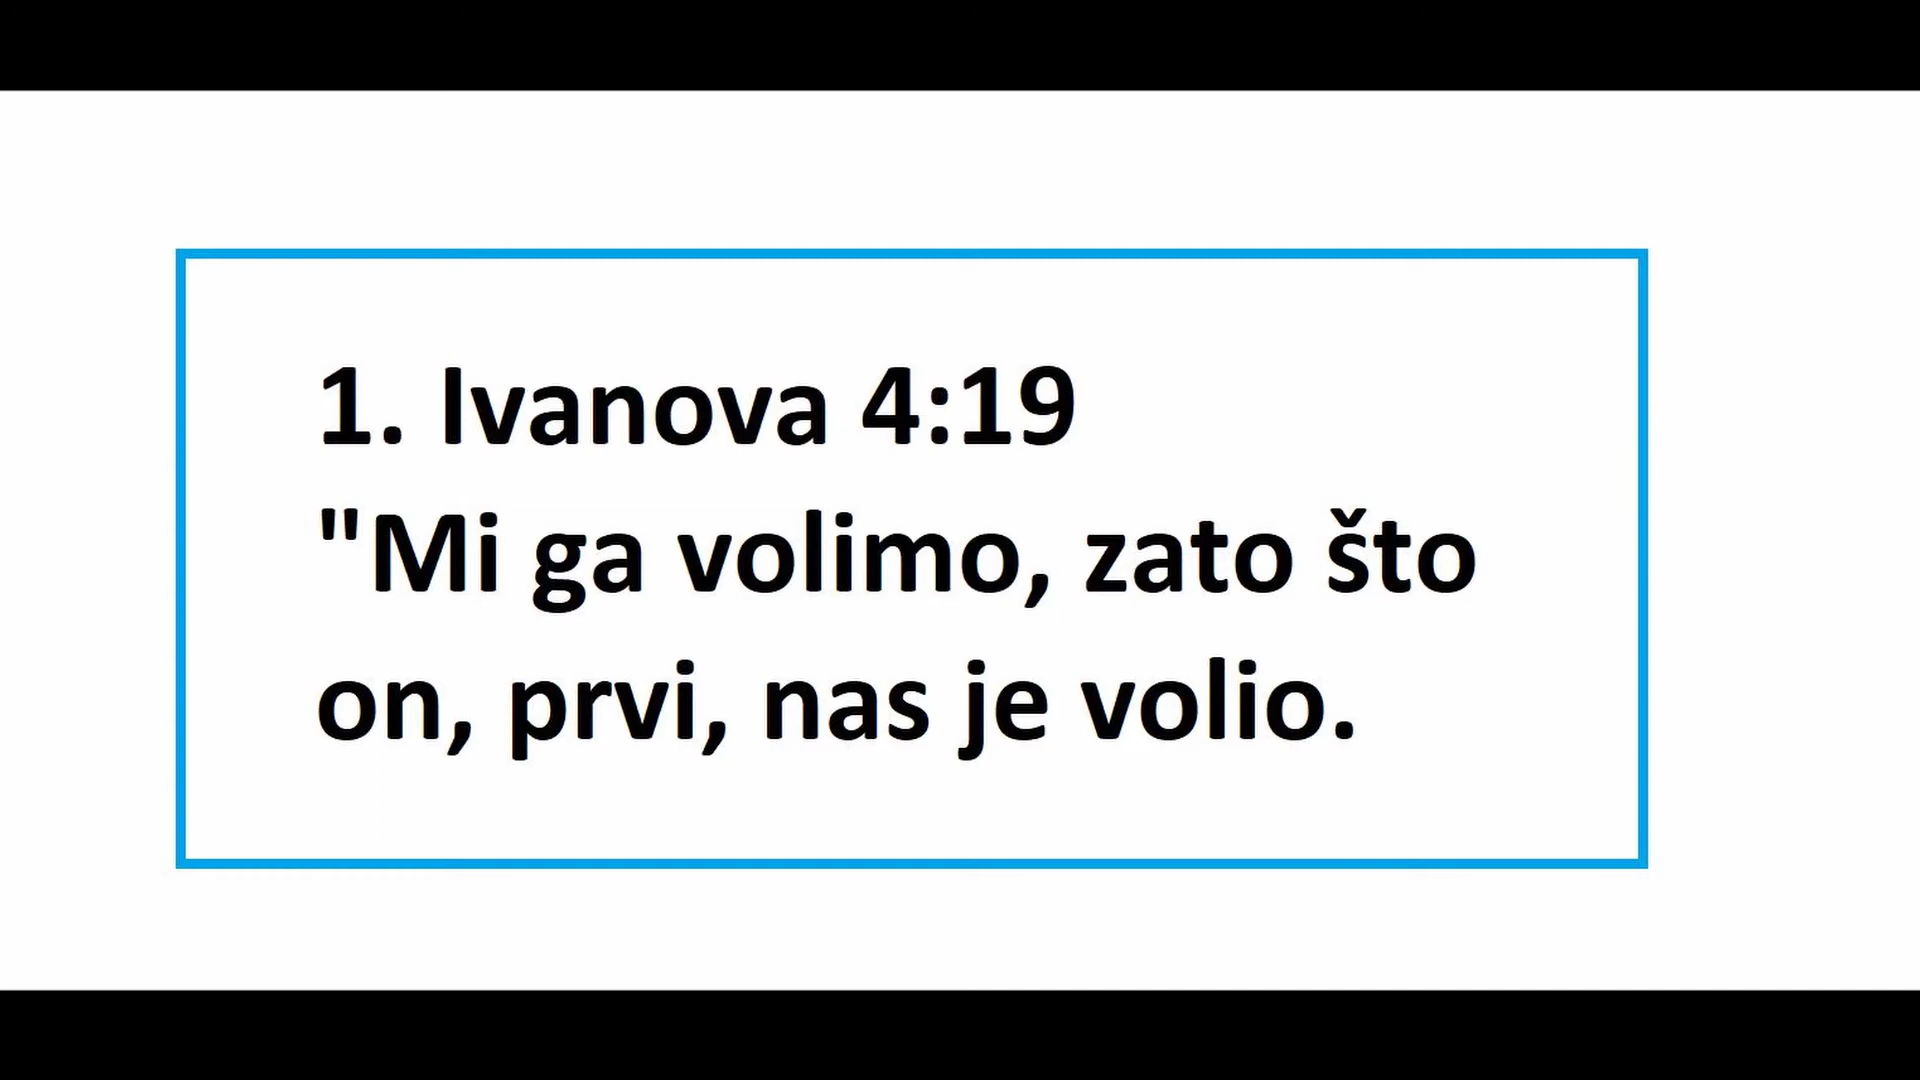 1. Ivanova 4:19
"Mi ga volimo, zato što
on, prvi, nas je volio.